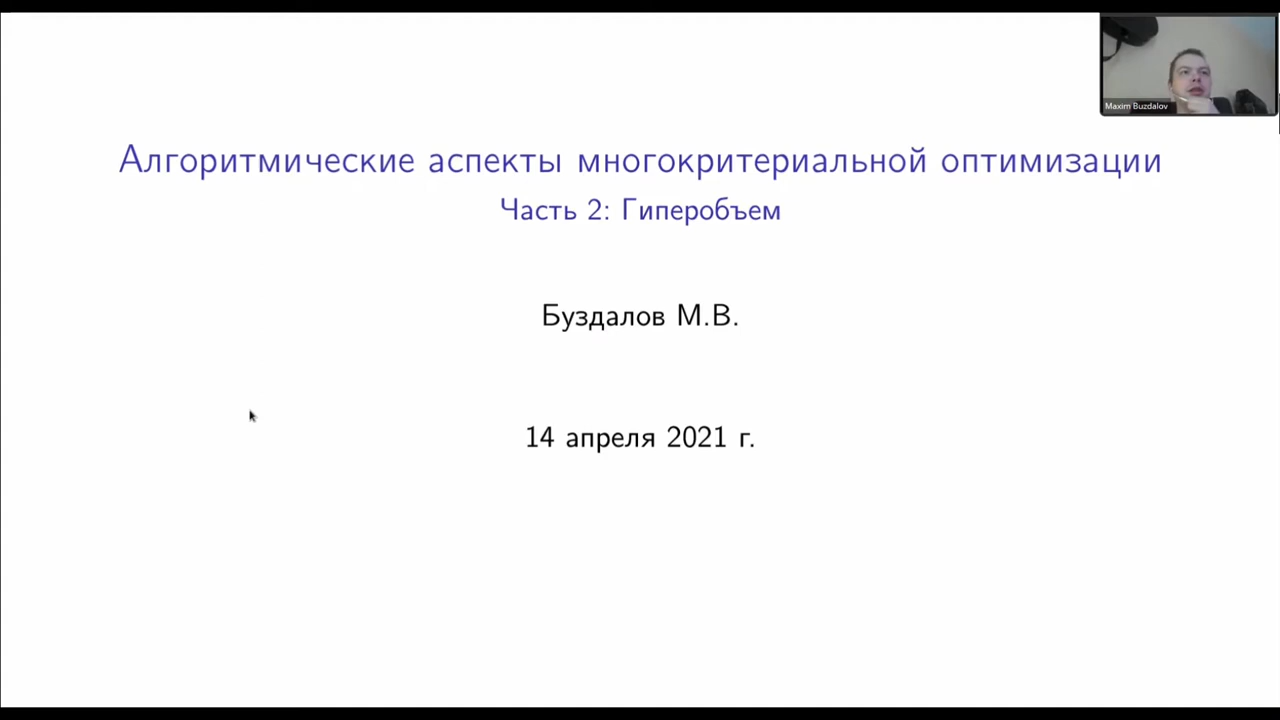 Maxim Buzdalov
Алгоритмические аспекты многокритериальной оптимизации
Часть 2: Гиперобъем
Буздалов М.В.
14 апреля 2021 г.